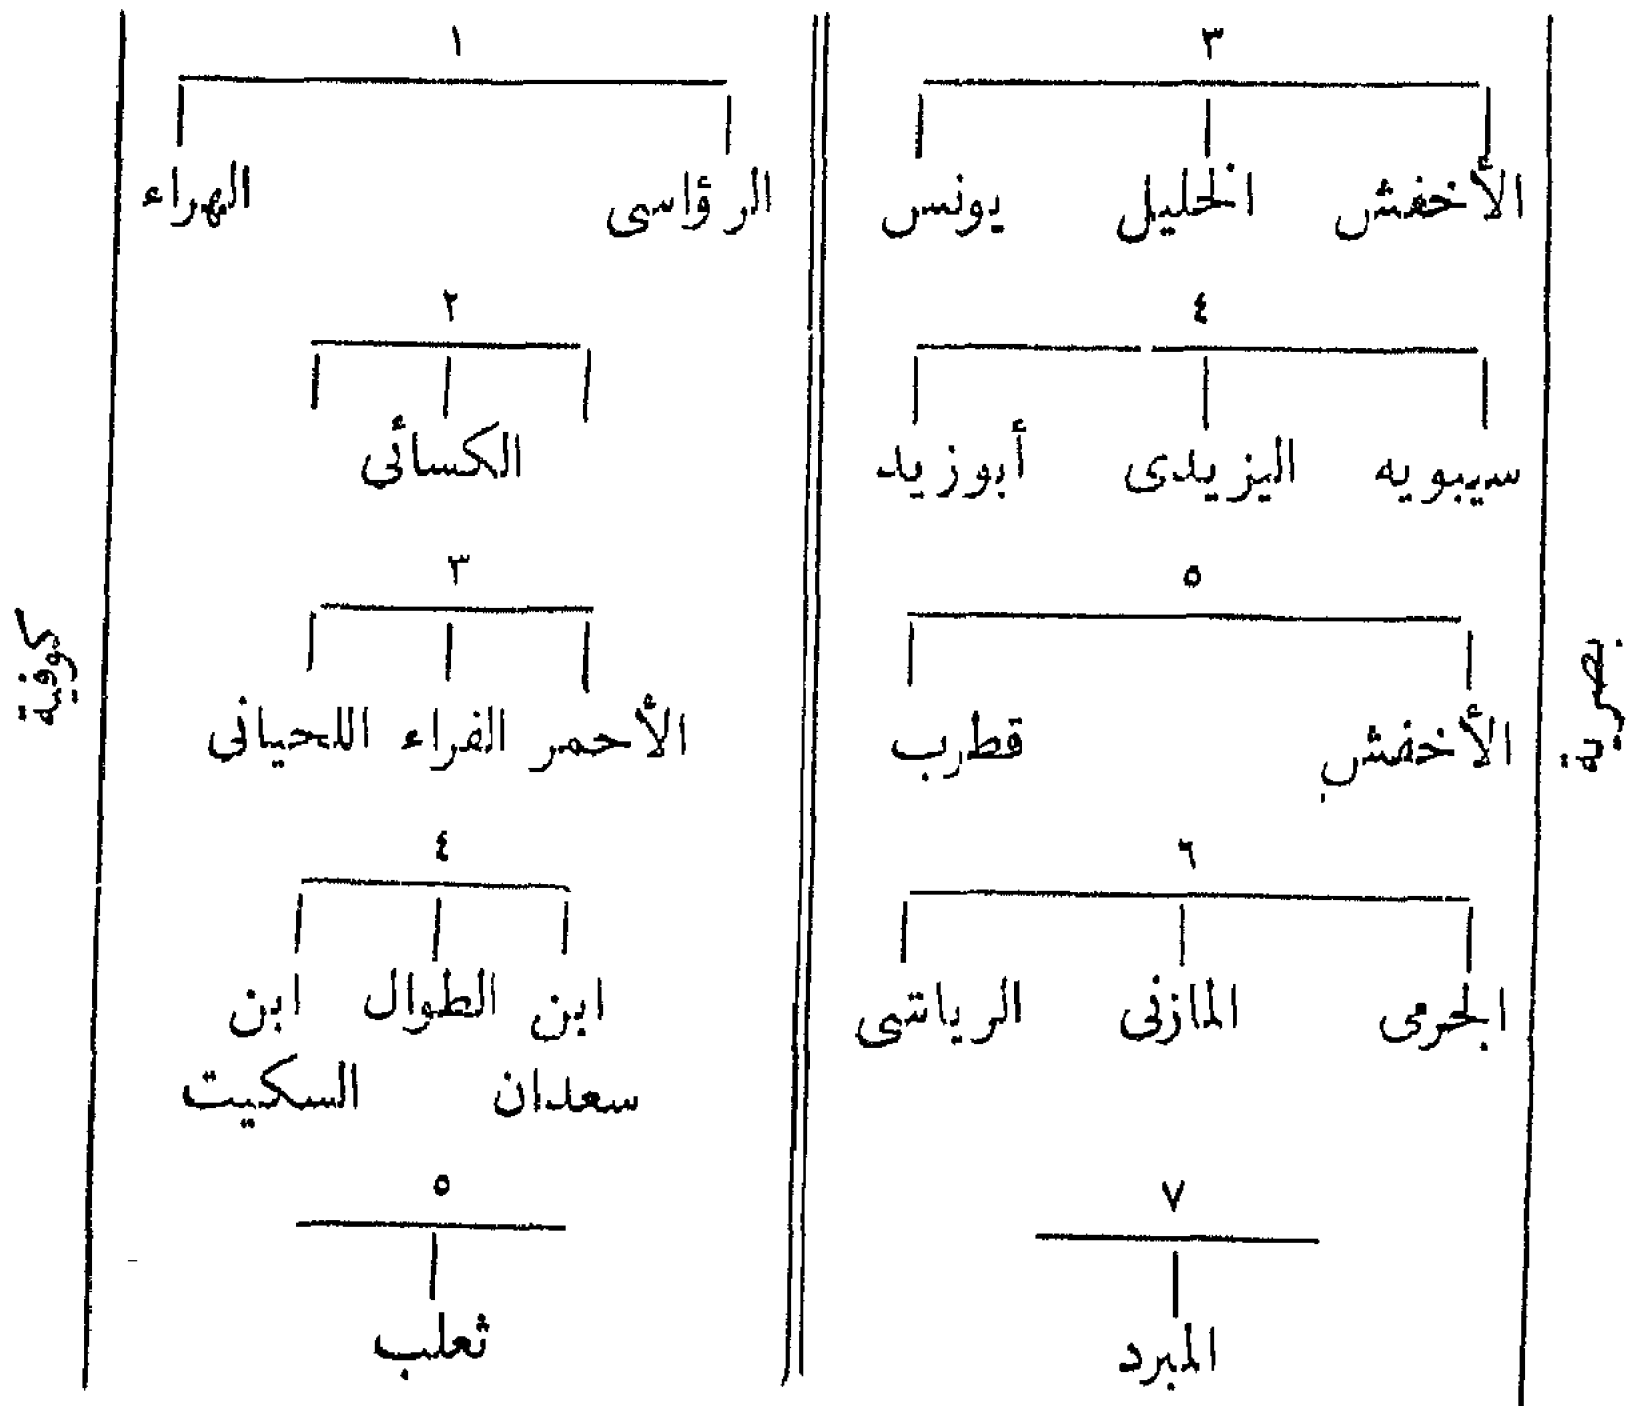 بصرية
٣
الأخفش الخليل يونس
٤
سيبويه اليزيدى أبوزيد
٥
الأخفش قطرب
٦
الجرمى المازنى الرياشى
٧
المبرد
١
الرؤاسى الهراء
٢
الكسائى
٣
الأحمر الفراء اللحيانى
٤
ابن الطوال ابن
سعدان السكيت
٥
ثعلب
كوفية